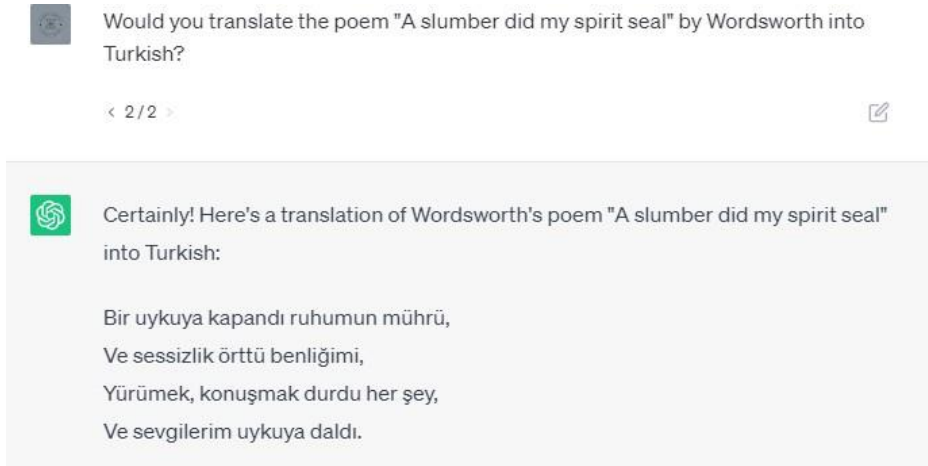 Would you translate the poem "A slumber did my spirit seal" by Wordsworth into
Turkish?
< 2/2 >
Certainly! Here's a translation of Wordsworth's poem "A slumber did my spirit seal"
into Turkish:
Bir uykuya kapandı ruhumun mührü,
Ve sessizlik örttü benliğimi,
Yürümek, konuşmak durdu her şey,
Ve sevgilerim uykuya daldı.